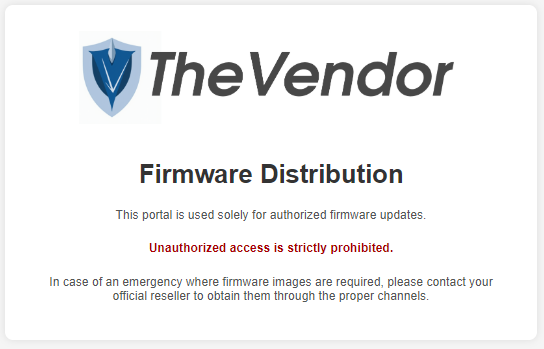 TheVendor
Firmware Distribution
This portal is used solely for authorized firmware updates.
Unauthorized access is strictly prohibited.
In case of an emergency where firmware images are required, please contact your
official reseller to obtain them through the proper channels.